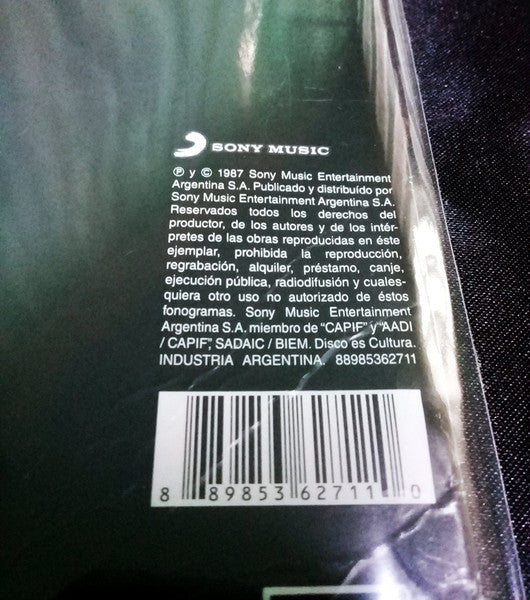 SONY MUSIC
℗ y © 1987 Sony Music Entertainment
Argentina S.A. Publicado y distribuído por
Sony Music Entertainment Argentina S.A.
Reservados todos los derechos del
productor, de los autores y de los intér-
pretes de las obras reproducidas en éste
ejemplar, prohibida la reproducción,
regrabación, alquiler, préstamo, canje,
ejecución pública, radiodifusión y cuales-
quiera otro uso no autorizado de éstos
fonogramas. Sony Music Entertainment
Argentina S.A. miembro de "CAPIF" y "AADI
/ CAPIF", SADAIC / BIEM. Disco es Cultura.
INDUSTRIA ARGENTINA. 88985362711
8 89853 62711 0